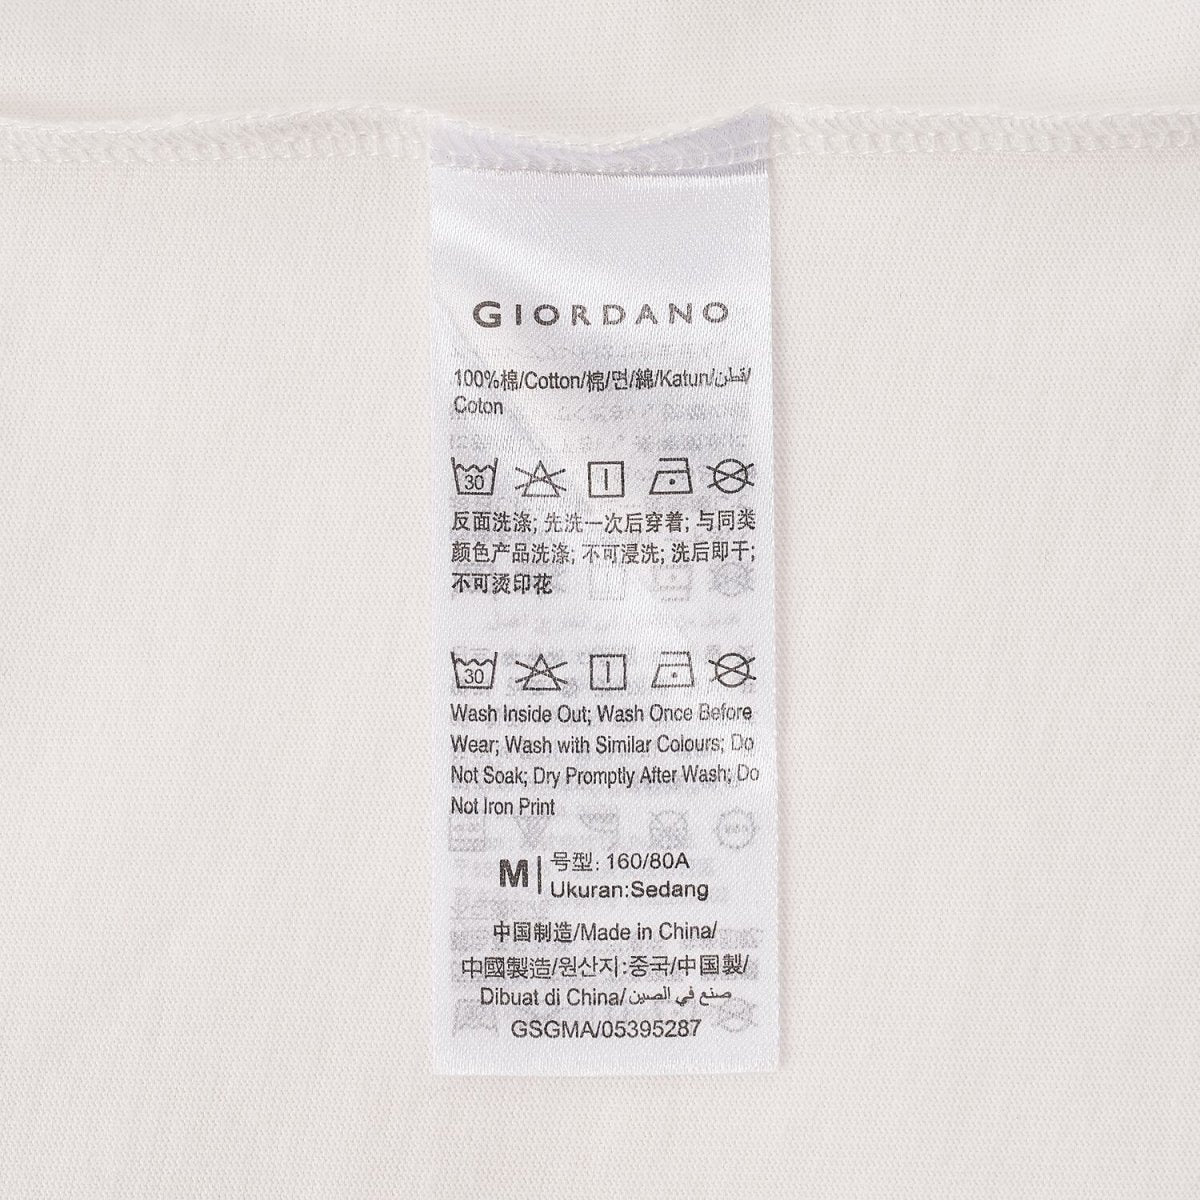 GIORDANO
100%棉/Cotton/棉/면/綿/Katun/قطن/
Coton
30
反面洗涤; 先洗一次后穿着; 与同类
颜色产品洗涤; 不可浸洗; 洗后即干;
不可烫印花
30
Wash Inside Out; Wash Once Before
Wear; Wash with Similar Colours; Do
Not Soak; Dry Promptly After Wash; Do
Not Iron Print
M 号型: 160/80A
Ukuran:Sedang
中国制造/Made in China/
中國製造/원산지:중국/中国製/
Dibuat di China/صنع في الصين
GSGMA/05395287